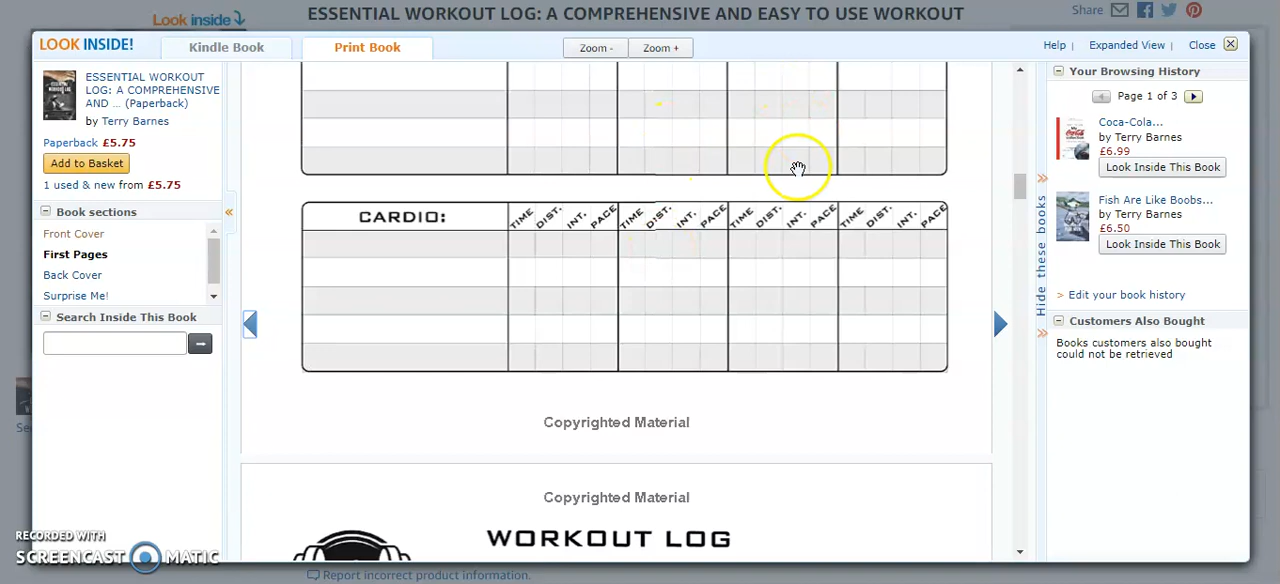 Look inside
ESSENTIAL WORKOUT LOG: A COMPREHENSIVE AND EASY TO USE WORKOUT
Share
LOOK INSIDE!
Kindle Book
Print Book
Zoom -
Zoom +
Help |
Expanded View |
Close
ESSENTIAL WORKOUT
LOG: A COMPREHENSIVE
AND ... (Paperback)
by Terry Barnes
Paperback £5.75
Add to Basket
1 used & new from £5.75
Book sections
Front Cover
First Pages
Back Cover
Surprise Me!
Search Inside This Book
CARDIO:
TIME DIST. INT. PACE TIME DIST. INT. PACE TIME DIST. INT. PACE TIME DIST. INT. PACE
Copyrighted Material
Copyrighted Material
WORKOUT LOG
Hide these books
Your Browsing History
Page 1 of 3
Coca-Cola...
by Terry Barnes
£6.99
Look Inside This Book
Fish Are Like Boobs...
by Terry Barnes
£6.50
Look Inside This Book
> Edit your book history
Customers Also Bought
Books customers also bought
could not be retrieved
RECORDED WITH
SCREENCAST MATIC
Report incorrect product information.